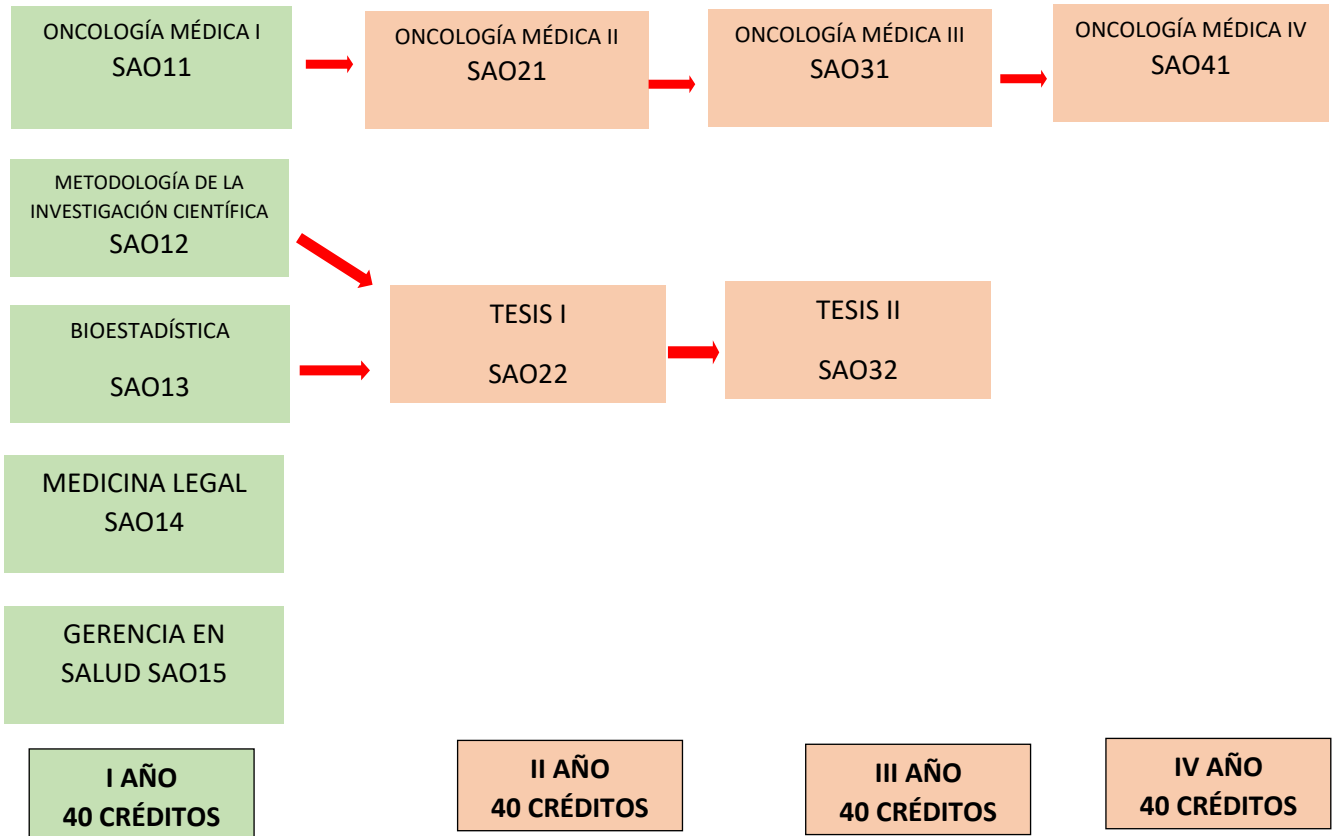 ONCOLOGÍA MÉDICA I
SAO11
ONCOLOGÍA MÉDICA II
SAO21
ONCOLOGÍA MÉDICA III
SAO31
ONCOLOGÍA MÉDICA IV
SAO41
METODOLOGÍA DE LA
INVESTIGACIÓN CIENTÍFICA
SAO12
BIOESTADÍSTICA
SAO13
TESIS I
SAO22
TESIS II
SAO32
MEDICINA LEGAL
SAO14
GERENCIA EN
SALUD SAO15
I AÑO
40 CRÉDITOS
II AÑO
40 CRÉDITOS
III AÑO
40 CRÉDITOS
IV AÑO
40 CRÉDITOS